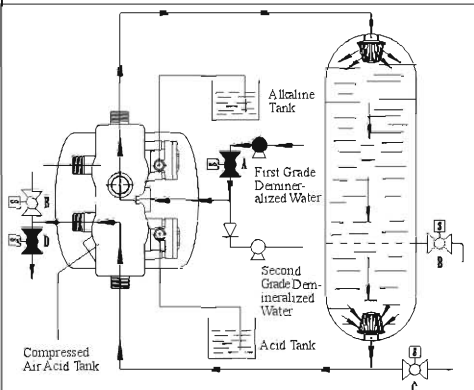 Alkaline
Tank
A
First Grade
Deminer-
alized Water
D
S
B
Second
Grade Dem-
ineralized
Water
Acid Tank
Compressed
Air Acid Tank
C